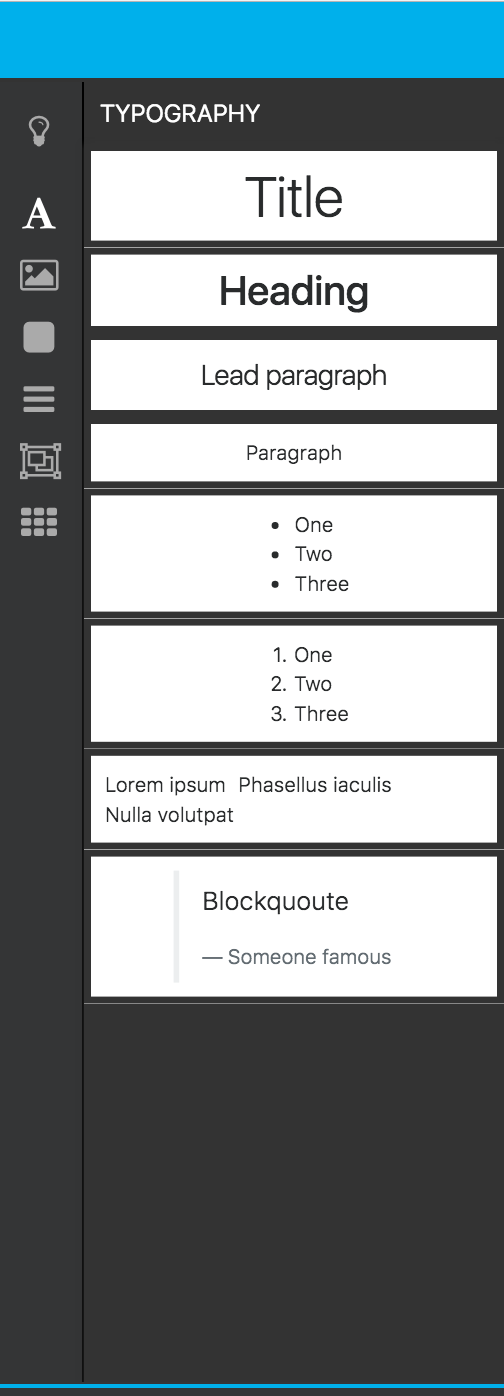 TYPOGRAPHY
Title
Heading
Lead paragraph
Paragraph
• One
• Two
• Three
1. One
2. Two
3. Three
Lorem ipsum Phasellus iaculis
Nulla volutpat
Blockquoute
— Someone famous